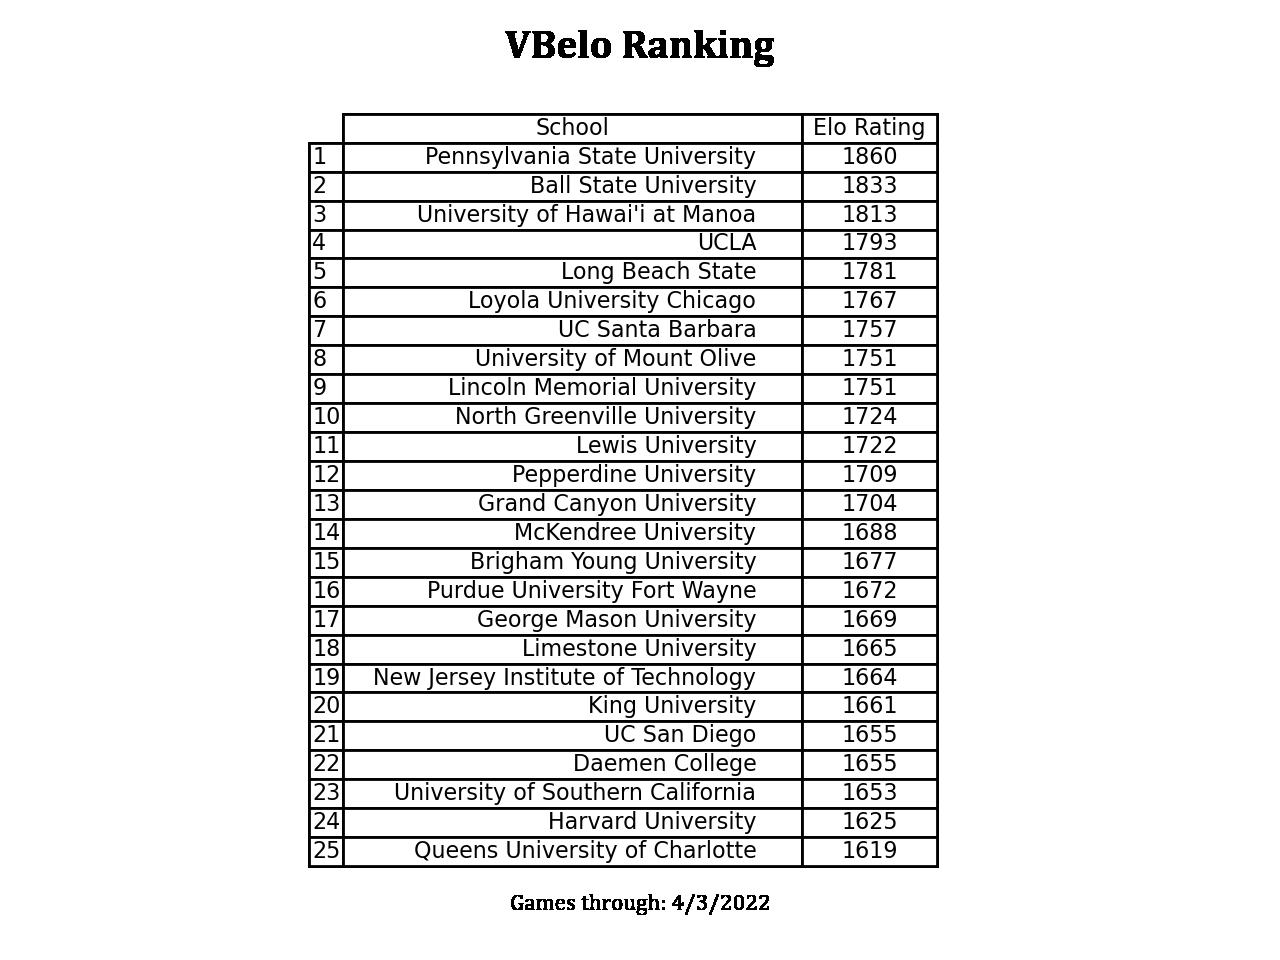 VBelo Ranking
School Elo Rating
1 Pennsylvania State University 1860
2 Ball State University 1833
3 University of Hawai'i at Manoa 1813
4 UCLA 1793
5 Long Beach State 1781
6 Loyola University Chicago 1767
7 UC Santa Barbara 1757
8 University of Mount Olive 1751
9 Lincoln Memorial University 1751
10 North Greenville University 1724
11 Lewis University 1722
12 Pepperdine University 1709
13 Grand Canyon University 1704
14 McKendree University 1688
15 Brigham Young University 1677
16 Purdue University Fort Wayne 1672
17 George Mason University 1669
18 Limestone University 1665
19 New Jersey Institute of Technology 1664
20 King University 1661
21 UC San Diego 1655
22 Daemen College 1655
23 University of Southern California 1653
24 Harvard University 1625
25 Queens University of Charlotte 1619
Games through: 4/3/2022